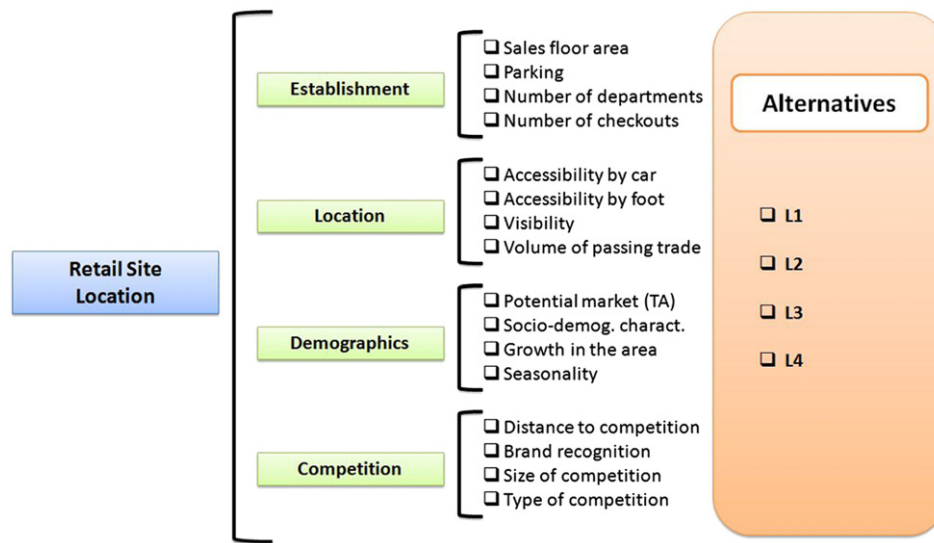 Retail Site
Location
Establishment
Sales floor area
Parking
Number of departments
Number of checkouts
Location
Accessibility by car
Accessibility by foot
Visibility
Volume of passing trade
Demographics
Potential market (TA)
Socio-demog. charact.
Growth in the area
Seasonality
Competition
Distance to competition
Brand recognition
Size of competition
Type of competition
Alternatives
L1
L2
L3
L4